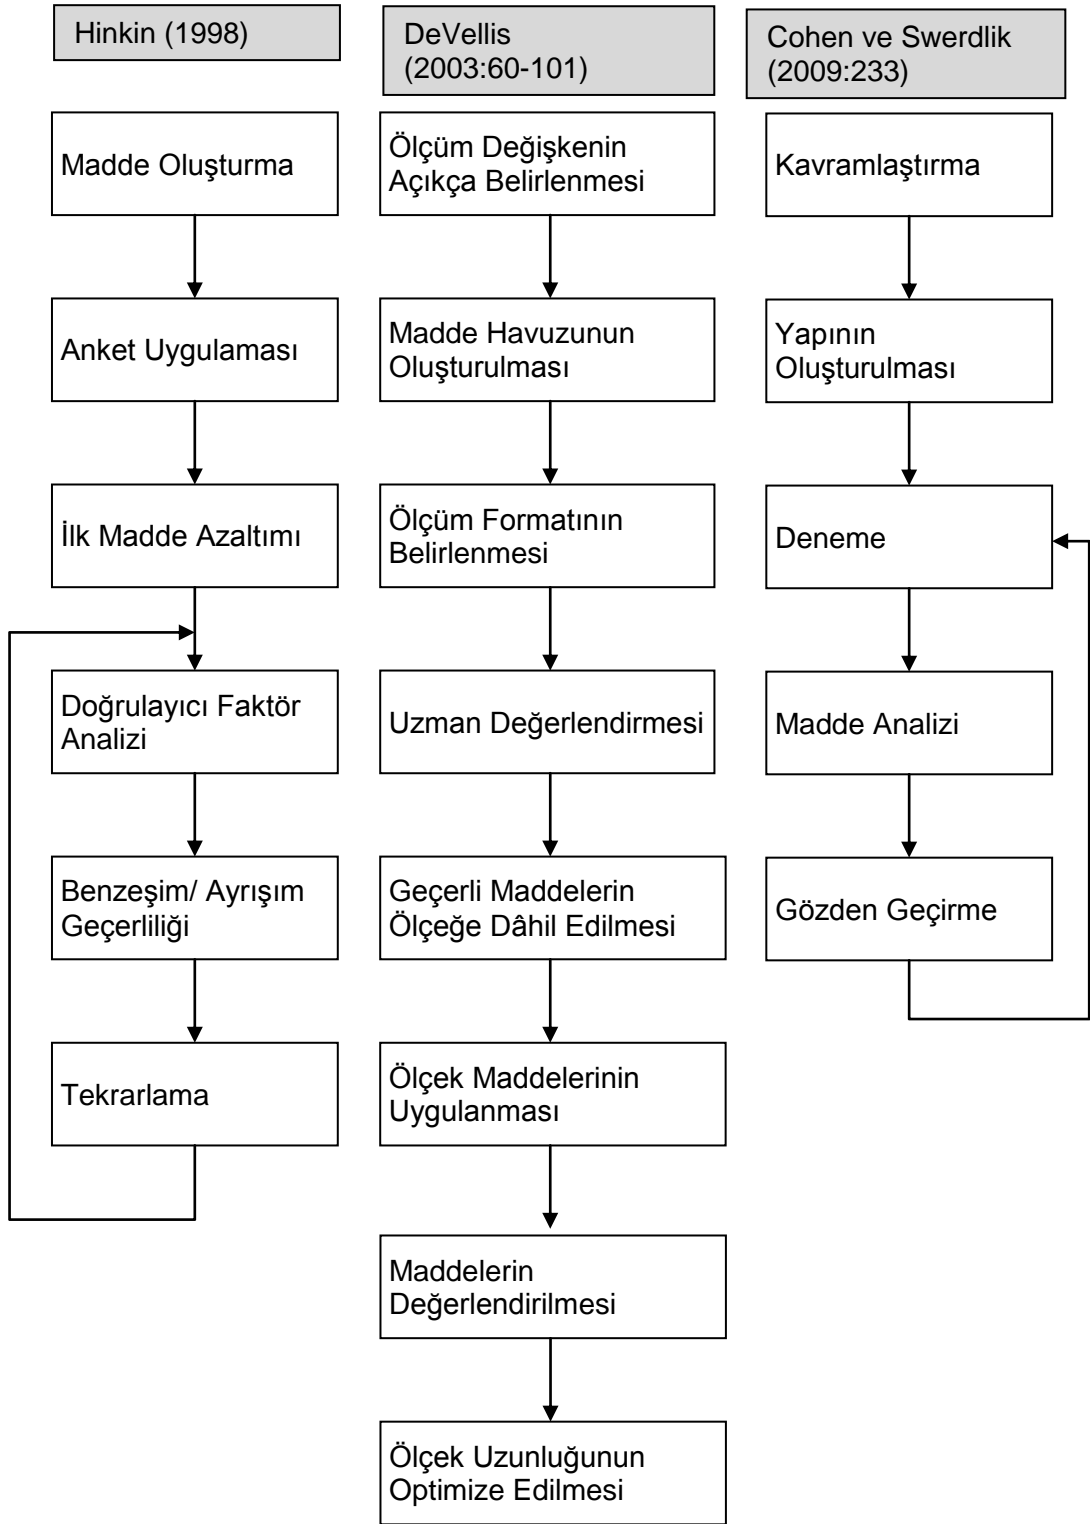 Hinkin (1998)
Madde Oluşturma
Anket Uygulaması
İlk Madde Azaltımı
Doğrulayıcı Faktör
Analizi
Benzeşim/ Ayrışım
Geçerliliği
Tekrarlama
DeVellis
(2003:60-101)
Ölçüm Değişkenin
Açıkça Belirlenmesi
Madde Havuzunun
Oluşturulması
Ölçüm Formatının
Belirlenmesi
Uzman Değerlendirmesi
Geçerli Maddelerin
Ölçeğe Dâhil Edilmesi
Ölçek Maddelerinin
Uygulanması
Maddelerin
Değerlendirilmesi
Ölçek Uzunluğunun
Optimize Edilmesi
Cohen ve Swerdlik
(2009:233)
Kavramlaştırma
Yapının
Oluşturulması
Deneme
Madde Analizi
Gözden Geçirme